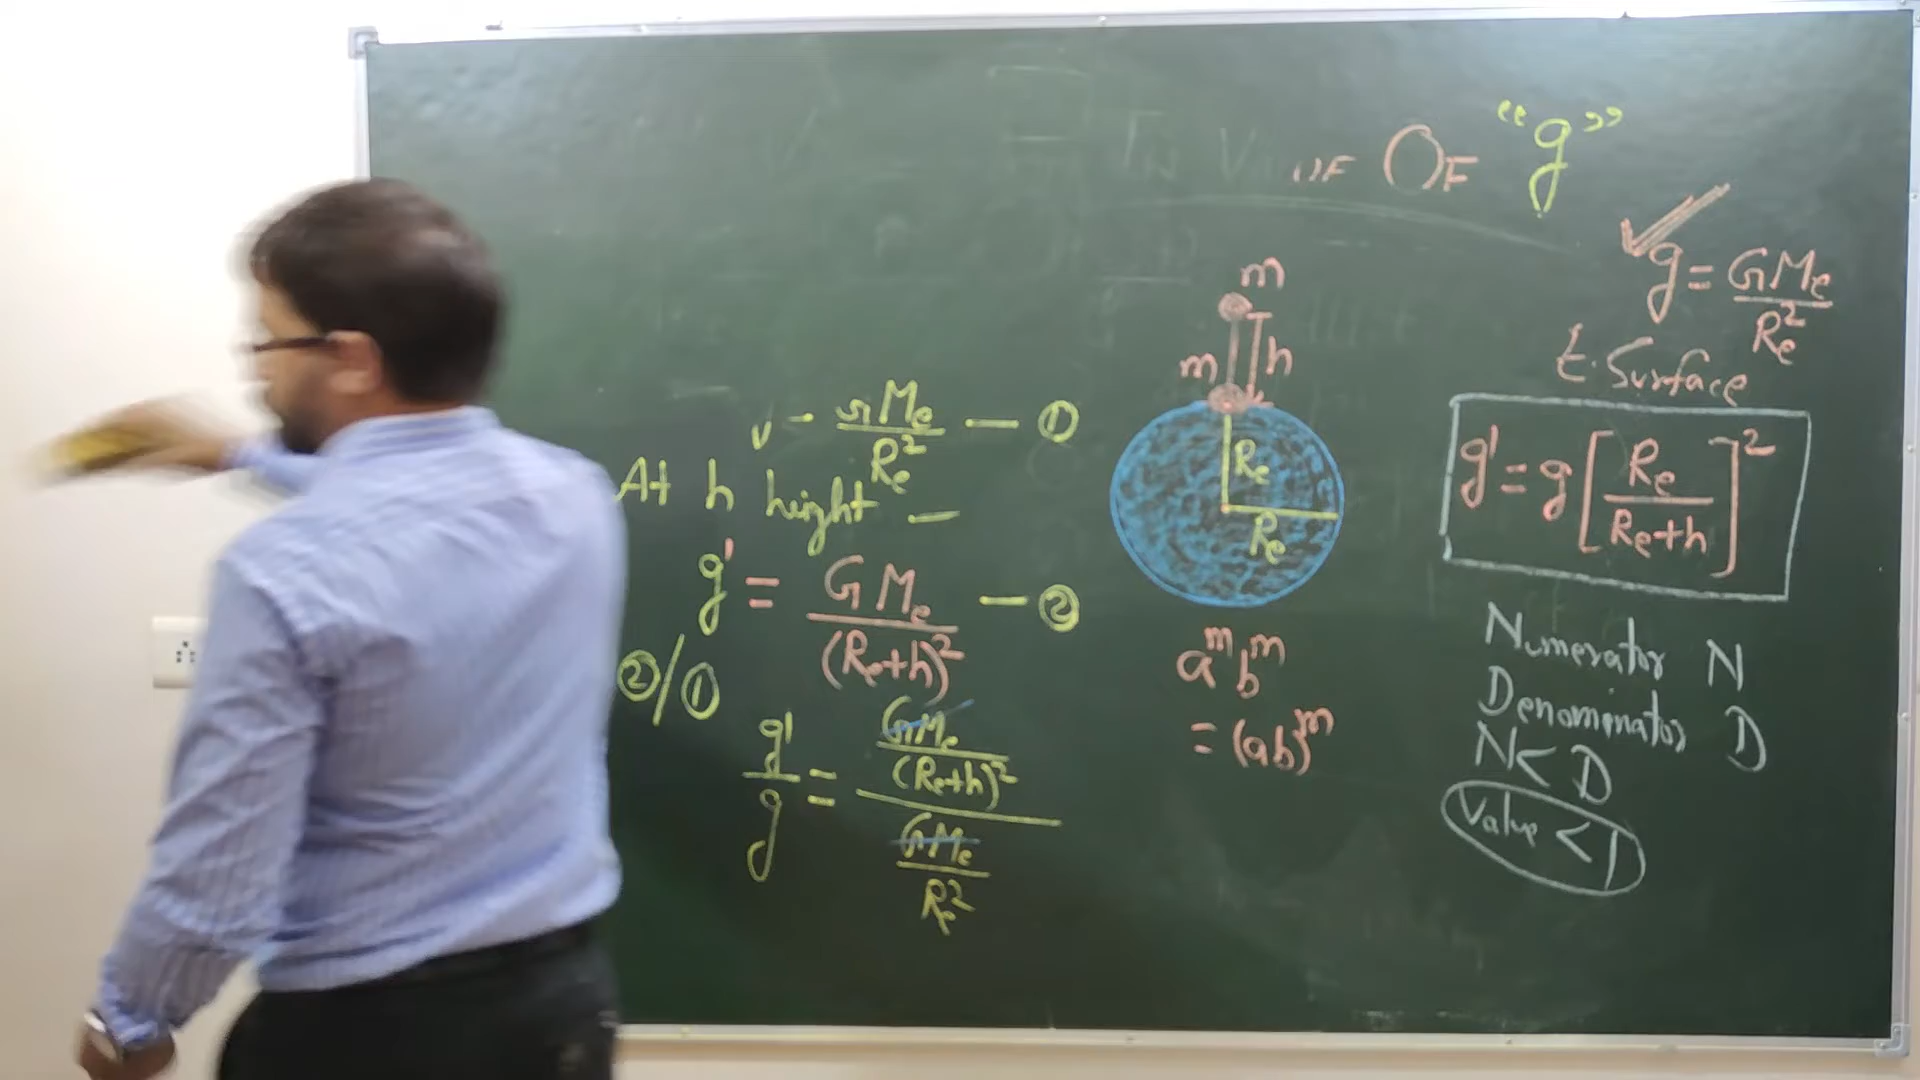 OF "g"
g = GMe/Re²
E. Surface
m
m h
Re
Re
GMe/Re² — ①
At h height —
g' = GMe/(Re+h)² — ②
②/①
g'/g = (GMe/(Re+h)²)/(GMe/Re²)
aᵐbᵐ
= (ab)ᵐ
g' = g[Re/(Re+h)]²
Numerator N
Denominator D
N < D
Value < 1